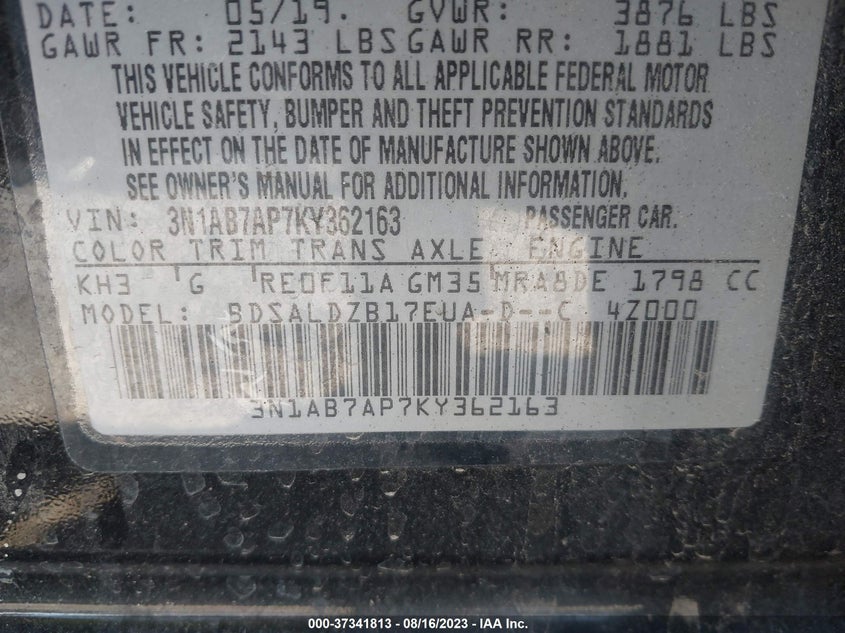 DATE: 05/19. GVWR: 3876 LBS
GAWR FR: 2143 LBS GAWR RR: 1881 LBS
THIS VEHICLE CONFORMS TO ALL APPLICABLE FEDERAL MOTOR
VEHICLE SAFETY, BUMPER AND THEFT PREVENTION STANDARDS
IN EFFECT ON THE DATE OF MANUFACTURE SHOWN ABOVE.
SEE OWNER'S MANUAL FOR ADDITIONAL INFORMATION.
VIN: 3N1AB7AP7KY362163 PASSENGER CAR.
COLOR TRIM TRANS AXLE ENGINE
KH3 G RE0F11A GM35 MRA8DE 1798 CC
MODEL: BDSALDZB17EUA-D--C 4Z000
3N1AB7AP7KY362163
000-37341813 - 08/16/2023 - IAA Inc.